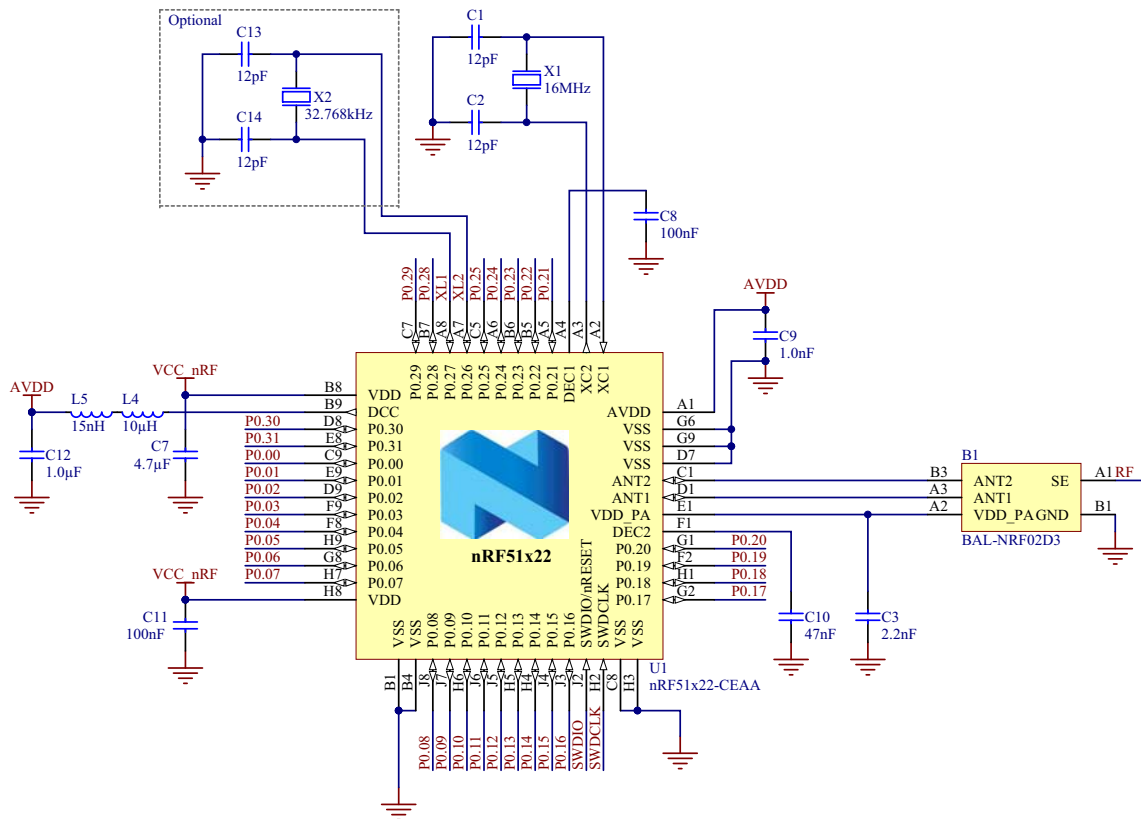 Optional
C13
12pF
X2
32.768kHz
C14
12pF
C1
12pF
X1
16MHz
C2
12pF
C8
100nF
P0.29
P0.28
XL1
XL2
P0.25
P0.24
P0.23
P0.22
P0.21
C7
B7
A8
A7
C5
A6
B6
B5
A5
A4
A3
A2
P0.29
P0.28
P0.27
P0.26
P0.25
P0.24
P0.23
P0.22
P0.21
DEC1
XC2
XC1
AVDD
C9
1.0nF
VCC_nRF
AVDD
L5
15nH
L4
10µH
C12
1.0µF
C7
4.7µF
B8 VDD
B9 DCC
P0.30 D8 P0.30
P0.31 E8 P0.31
P0.00 C9 P0.00
P0.01 E9 P0.01
P0.02 D9 P0.02
P0.03 F9 P0.03
P0.04 F8 P0.04
P0.05 H9 P0.05
P0.06 G8 P0.06
P0.07 H7 P0.07
H8 VDD
VCC_nRF
C11
100nF
nRF51x22
AVDD A1
VSS G6
VSS G9
VSS D7
ANT2 C1
ANT1 D1
VDD_PA E1
DEC2 F1
P0.20 G1 P0.20
P0.19 F2 P0.19
P0.18 H1 P0.18
P0.17 G2 P0.17
B1
B3 ANT2 SE A1 RF
A3 ANT1
A2 VDD_PA GND B1
BAL-NRF02D3
C10
47nF
C3
2.2nF
VSS
VSS
P0.08
P0.09
P0.10
P0.11
P0.12
P0.13
P0.14
P0.15
P0.16
SWDIO/nRESET
SWDCLK
VSS
VSS
U1
nRF51x22-CEAA
B1
B4
J8
J7
H6
J6
J5
H5
H4
J4
J3
J2
H2
C8
H3
P0.08
P0.09
P0.10
P0.11
P0.12
P0.13
P0.14
P0.15
P0.16
SWDIO
SWDCLK